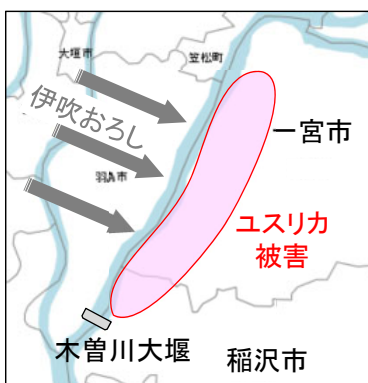 大垣市
笠松町
伊吹おろし
一宮市
羽島市
ユスリカ
被害
木曽川大堰
稲沢市